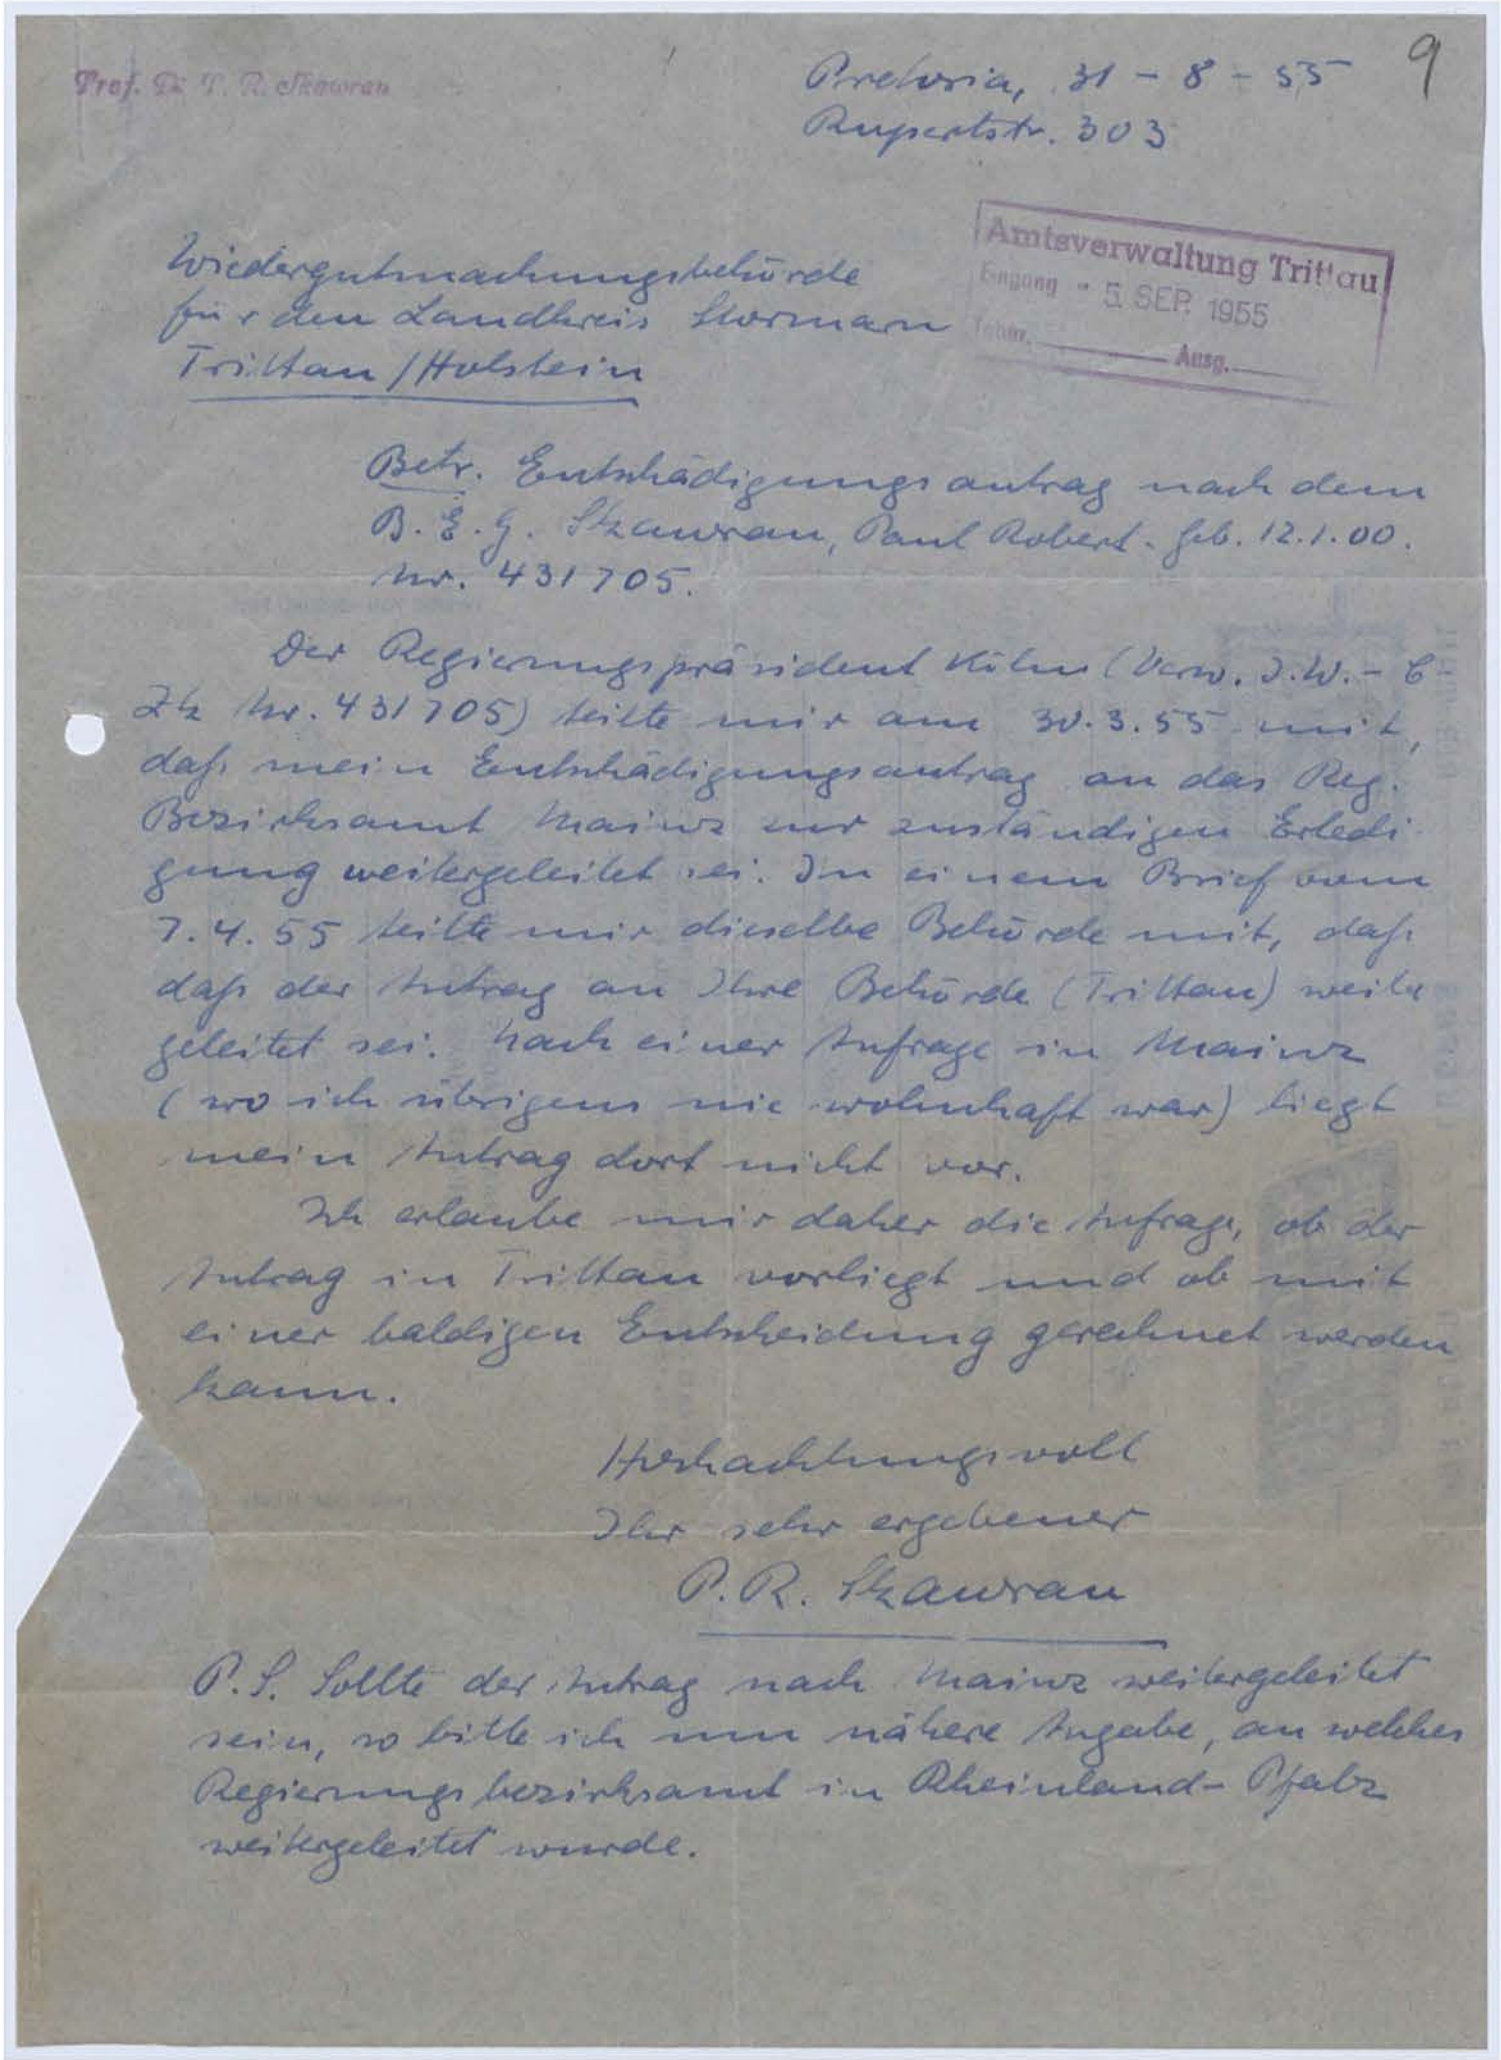 9
Prof. Dr. P. R. Skawran
Pretoria, 31 - 8 - 55
Rupertstr. 303
Amtsverwaltung Trittau
Eingang - 5. SEP. 1955
Ausg.
Wiedergutmachungsbehörde
für den Landkreis Stormarn
Trittau / Holstein
Betr. Entschädigungsantrag nach dem
B. E. G. Skawran, Paul Robert. geb. 12.1.00.
Nr. 431705.
Der Regierungspräsident Köln (Verw. J.W. - E -
Zk Nr. 431705) teilte mir am 30.3.55 mit,
daß mein Entschädigungsantrag an das Reg.
Bezirksamt Mainz zur zuständigen Erledi
gung weitergeleitet sei. In einem Brief vom
7.4.55 teilte mir dieselbe Behörde mit, daß
daß der Antrag an Ihre Behörde (Trittau) weiter
geleitet sei. Nach einer Anfrage in Mainz
(wo ich übrigens nie wohnhaft war) liegt
mein Antrag dort nicht vor.
Ich erlaube mir daher die Anfrage, ob der
Antrag in Trittau vorliegt und ob mit
einer baldigen Entscheidung gerechnet werden
kann.
Hochachtungsvoll
Ihr sehr ergebener
P. R. Skawran
P. S. Sollte der Antrag nach Mainz weitergeleitet
sein, so bitte ich um nähere Angabe, an welches
Regierungsbezirksamt in Rheinland-Pfalz
weitergeleitet wurde.